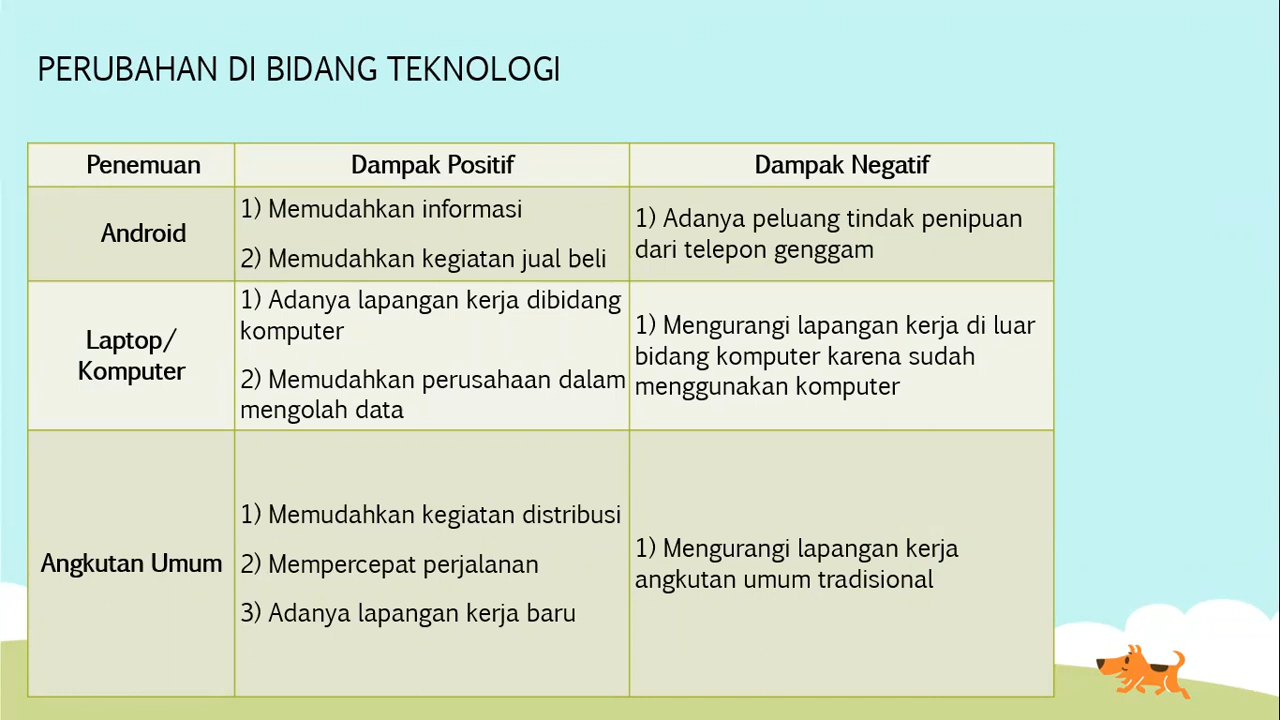 PERUBAHAN DI BIDANG TEKNOLOGI
Penemuan
Dampak Positif
Dampak Negatif
Android
1) Memudahkan informasi
2) Memudahkan kegiatan jual beli
1) Adanya peluang tindak penipuan
dari telepon genggam
Laptop/
Komputer
1) Adanya lapangan kerja dibidang
komputer
2) Memudahkan perusahaan dalam
mengolah data
1) Mengurangi lapangan kerja di luar
bidang komputer karena sudah
menggunakan komputer
Angkutan Umum
1) Memudahkan kegiatan distribusi
2) Mempercepat perjalanan
3) Adanya lapangan kerja baru
1) Mengurangi lapangan kerja
angkutan umum tradisional